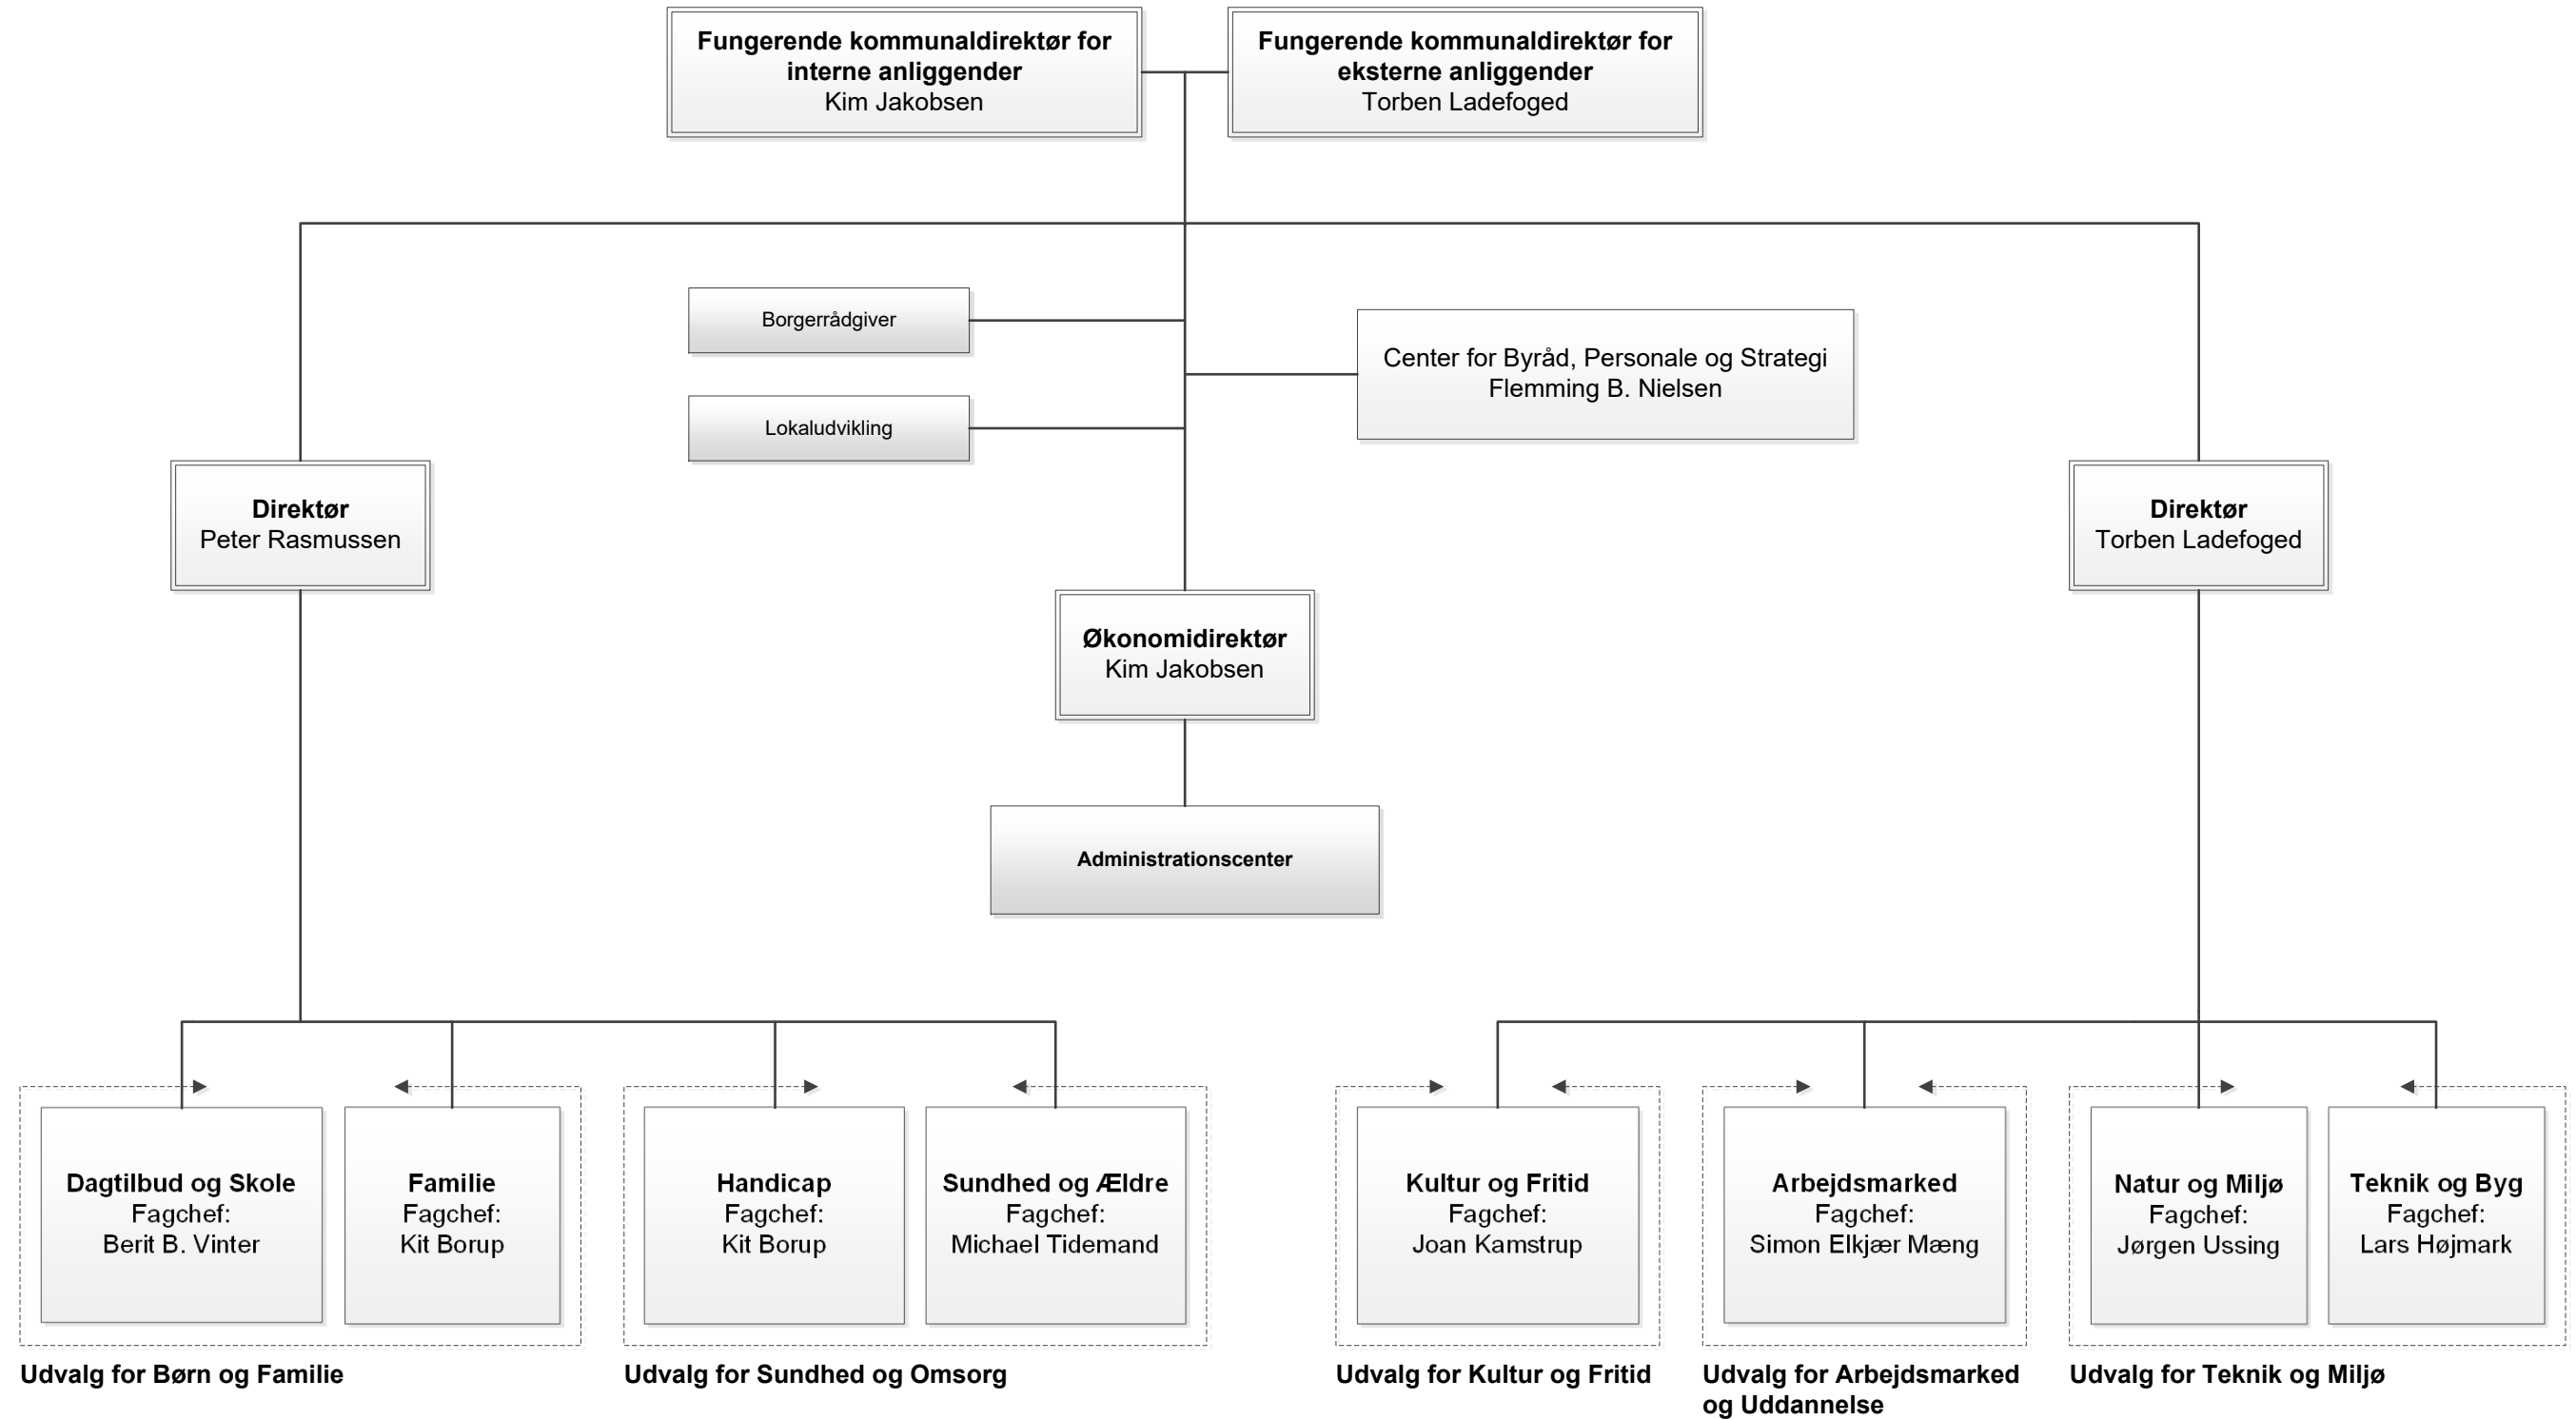 Fungerende kommunaldirektør for
interne anliggender
Kim Jakobsen
Fungerende kommunaldirektør for
eksterne anliggender
Torben Ladefoged
Borgerrådgiver
Center for Byråd, Personale og Strategi
Flemming B. Nielsen
Lokaludvikling
Direktør
Peter Rasmussen
Direktør
Torben Ladefoged
Økonomidirektør
Kim Jakobsen
Administrationscenter
Dagtilbud og Skole
Fagchef:
Berit B. Vinter
Familie
Fagchef:
Kit Borup
Handicap
Fagchef:
Kit Borup
Sundhed og Ældre
Fagchef:
Michael Tidemand
Kultur og Fritid
Fagchef:
Joan Kamstrup
Arbejdsmarked
Fagchef:
Simon Elkjær Mæng
Natur og Miljø
Fagchef:
Jørgen Ussing
Teknik og Byg
Fagchef:
Lars Højmark
Udvalg for Børn og Familie
Udvalg for Sundhed og Omsorg
Udvalg for Kultur og Fritid
Udvalg for Arbejdsmarked
og Uddannelse
Udvalg for Teknik og Miljø